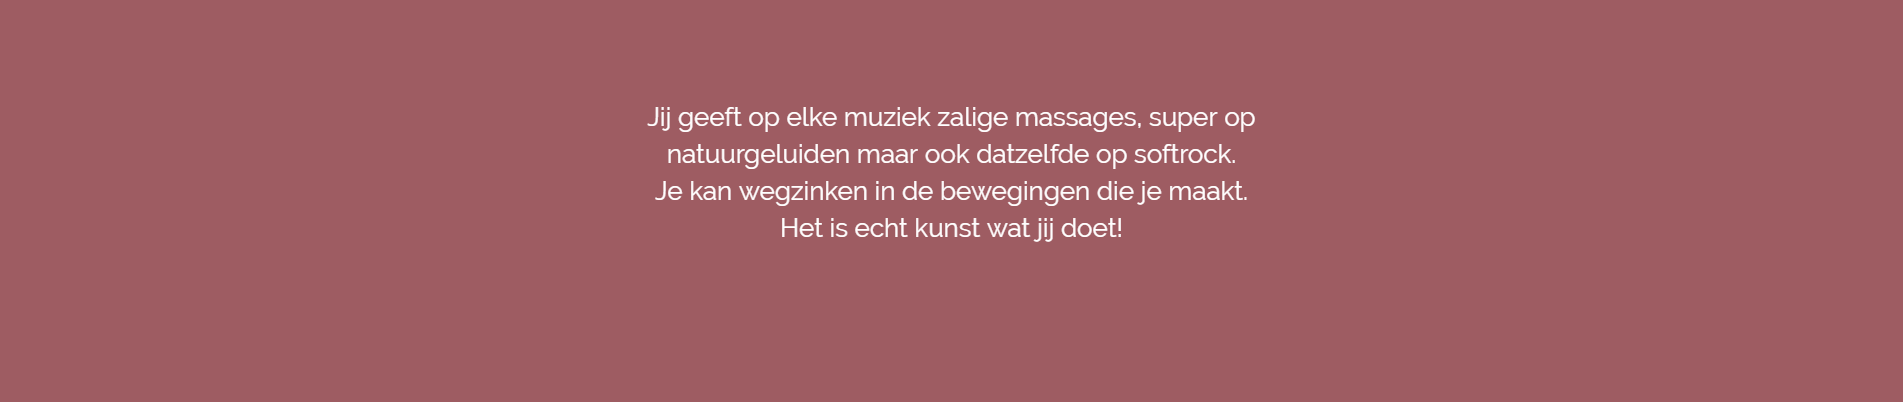 Jij geeft op elke muziek zalige massages, super op
natuurgeluiden maar ook datzelfde op softrock.
Je kan wegzinken in de bewegingen die je maakt.
Het is echt kunst wat jij doet!